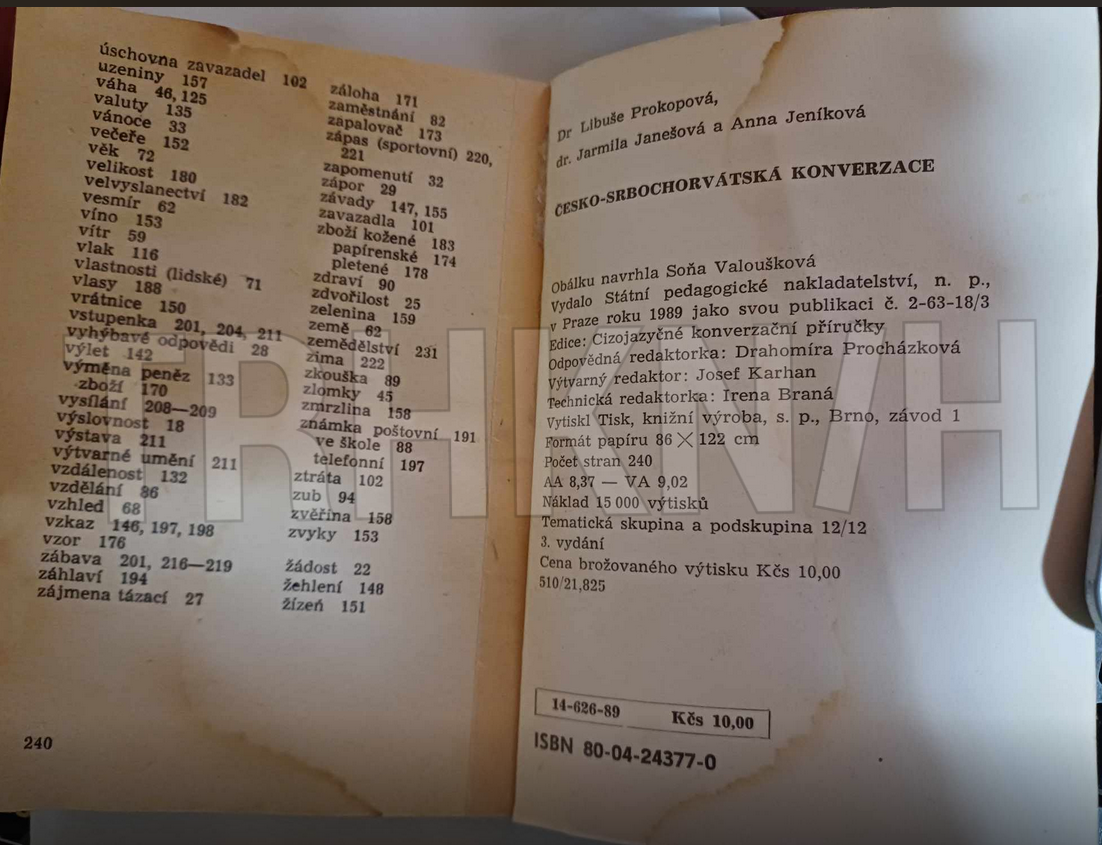 úschovna zavazadel 102
uzeniny 157
váha 46, 125
valuty 135
vánoce 33
večeře 152
věk 72
velikost 180
velvyslanectví 182
vesmír 62
víno 153
vítr 59
vlak 116
vlastnosti (lidské) 71
vlasy 188
vrátnice 150
vstupenka 201, 204, 211
vyhýbavé odpovědi 28
výlet 142
výměna peněz 133
zboží 170
vysílání 208—209
výslovnost 18
výstava 211
výtvarné umění 211
vzdálenost 132
vzdělání 86
vzhled 68
vzkaz 146, 197, 198
vzor 176
zábava 201, 216—219
záhlaví 194
zájmena tázací 27
záloha 171
zaměstnání 82
zapalovač 173
zápas (sportovní) 220,
221
zapomenutí 32
zápor 29
závady 147, 155
zavazadla 101
zboží kožené 183
papírenské 174
pletené 178
zdraví 90
zdvořilost 25
zelenina 159
země 62
zemědělství 231
zima 222
zkouška 89
zlomky 45
zmrzlina 158
známka poštovní 191
ve škole 88
telefonní 197
ztráta 102
zub 94
zvěřina 158
zvyky 153
žádost 22
žehlení 148
žízeň 151
240
Dr Libuše Prokopová,
dr. Jarmila Janešová a Anna Jeníková
ČESKO-SRBOCHORVÁTSKÁ KONVERZACE
Obálku navrhla Soňa Valoušková
Vydalo Státní pedagogické nakladatelství, n. p.,
v Praze roku 1989 jako svou publikaci č. 2-63-18/3
Edice: Cizojazyčné konverzační příručky
Odpovědná redaktorka: Drahomíra Procházková
Výtvarný redaktor: Josef Karhan
Technická redaktorka: Irena Braná
Vytiskl Tisk, knižní výroba, s. p., Brno, závod 1
Formát papíru 86 × 122 cm
Počet stran 240
AA 8,37 — VA 9,02
Náklad 15 000 výtisků
Tematická skupina a podskupina 12/12
3. vydání
Cena brožovaného výtisku Kčs 10,00
510/21,825
14-626-89 Kčs 10,00
ISBN 80-04-24377-0